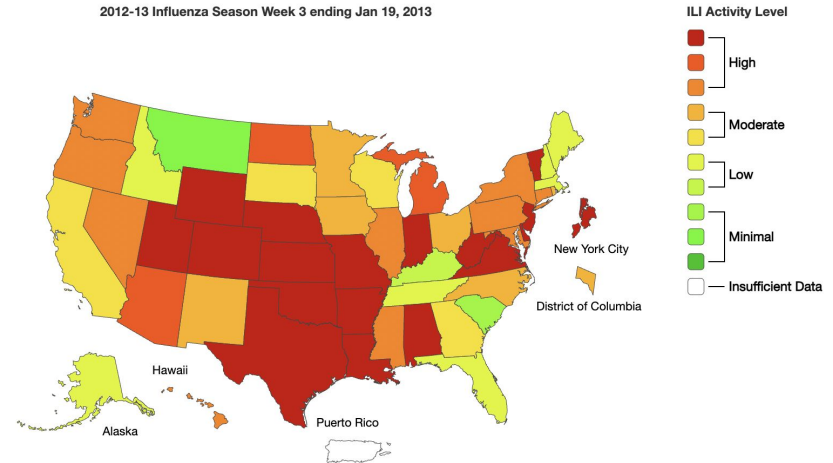 2012-13 Influenza Season Week 3 ending Jan 19, 2013
ILI Activity Level
High
Moderate
Low
Minimal
Insufficient Data
New York City
District of Columbia
Hawaii
Alaska
Puerto Rico